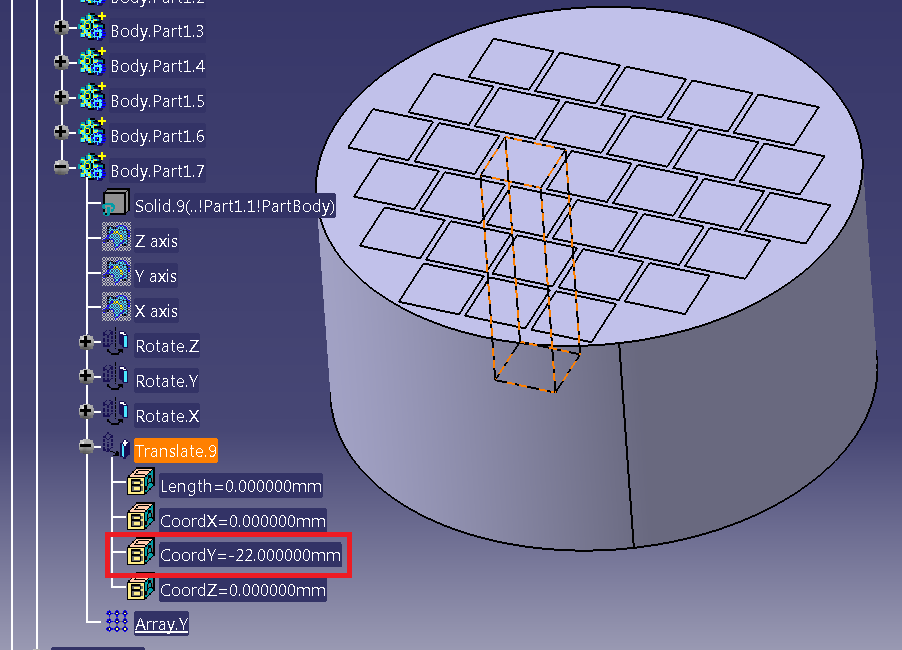 Body.Part1.2
Body.Part1.3
Body.Part1.4
Body.Part1.5
Body.Part1.6
Body.Part1.7
Solid.9(..!Part1.1!PartBody)
Z axis
Y axis
X axis
Rotate.Z
Rotate.Y
Rotate.X
Translate.9
Length=0.000000mm
CoordX=0.000000mm
CoordY=-22.000000mm
CoordZ=0.000000mm
Array.Y